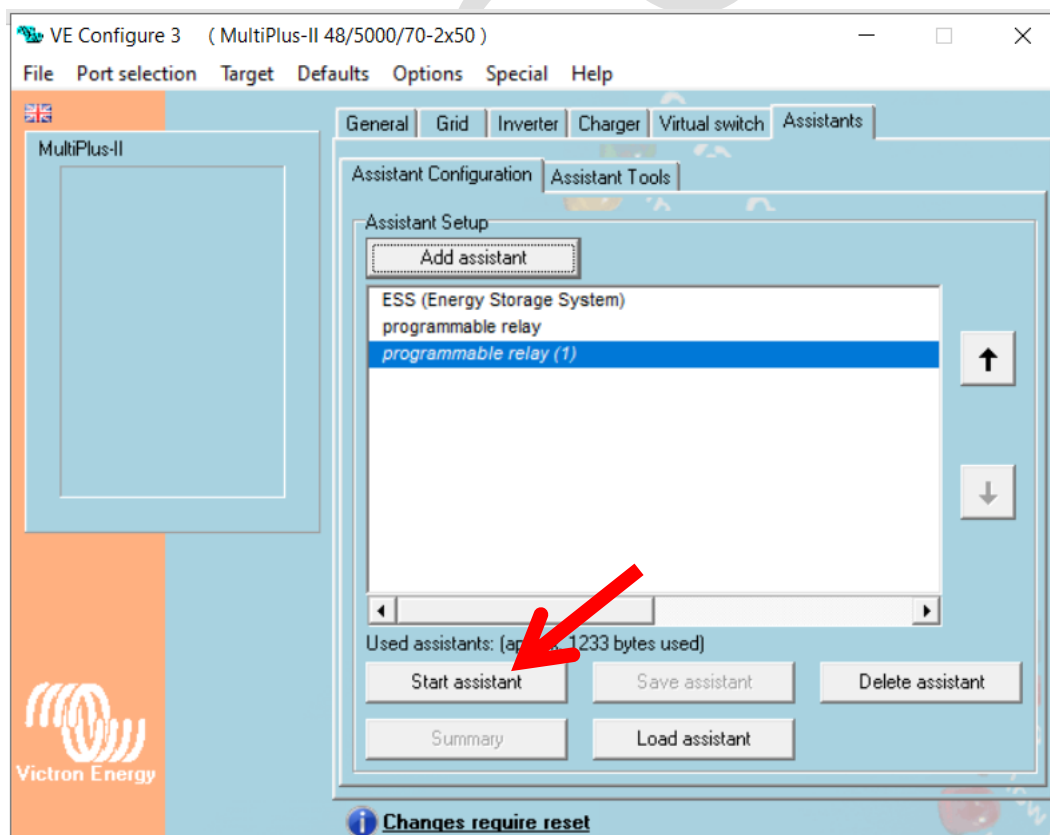 VE Configure 3 ( MultiPlus-II 48/5000/70-2x50 )
File Port selection Target Defaults Options Special Help
General Grid Inverter Charger Virtual switch Assistants
MultiPlus-II
Assistant Configuration Assistant Tools
Assistant Setup
Add assistant
ESS (Energy Storage System)
programmable relay
programmable relay (1)
Used assistants: 1233 bytes used)
Start assistant Save assistant Delete assistant
Summary Load assistant
Victron Energy
Changes require reset